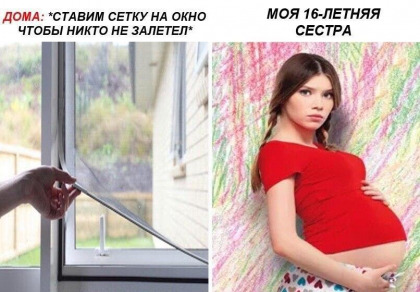 ДОМА: *СТАВИМ СЕТКУ НА ОКНО
ЧТОБЫ НИКТО НЕ ЗАЛЕТЕЛ*
МОЯ 16-ЛЕТНЯЯ
СЕСТРА